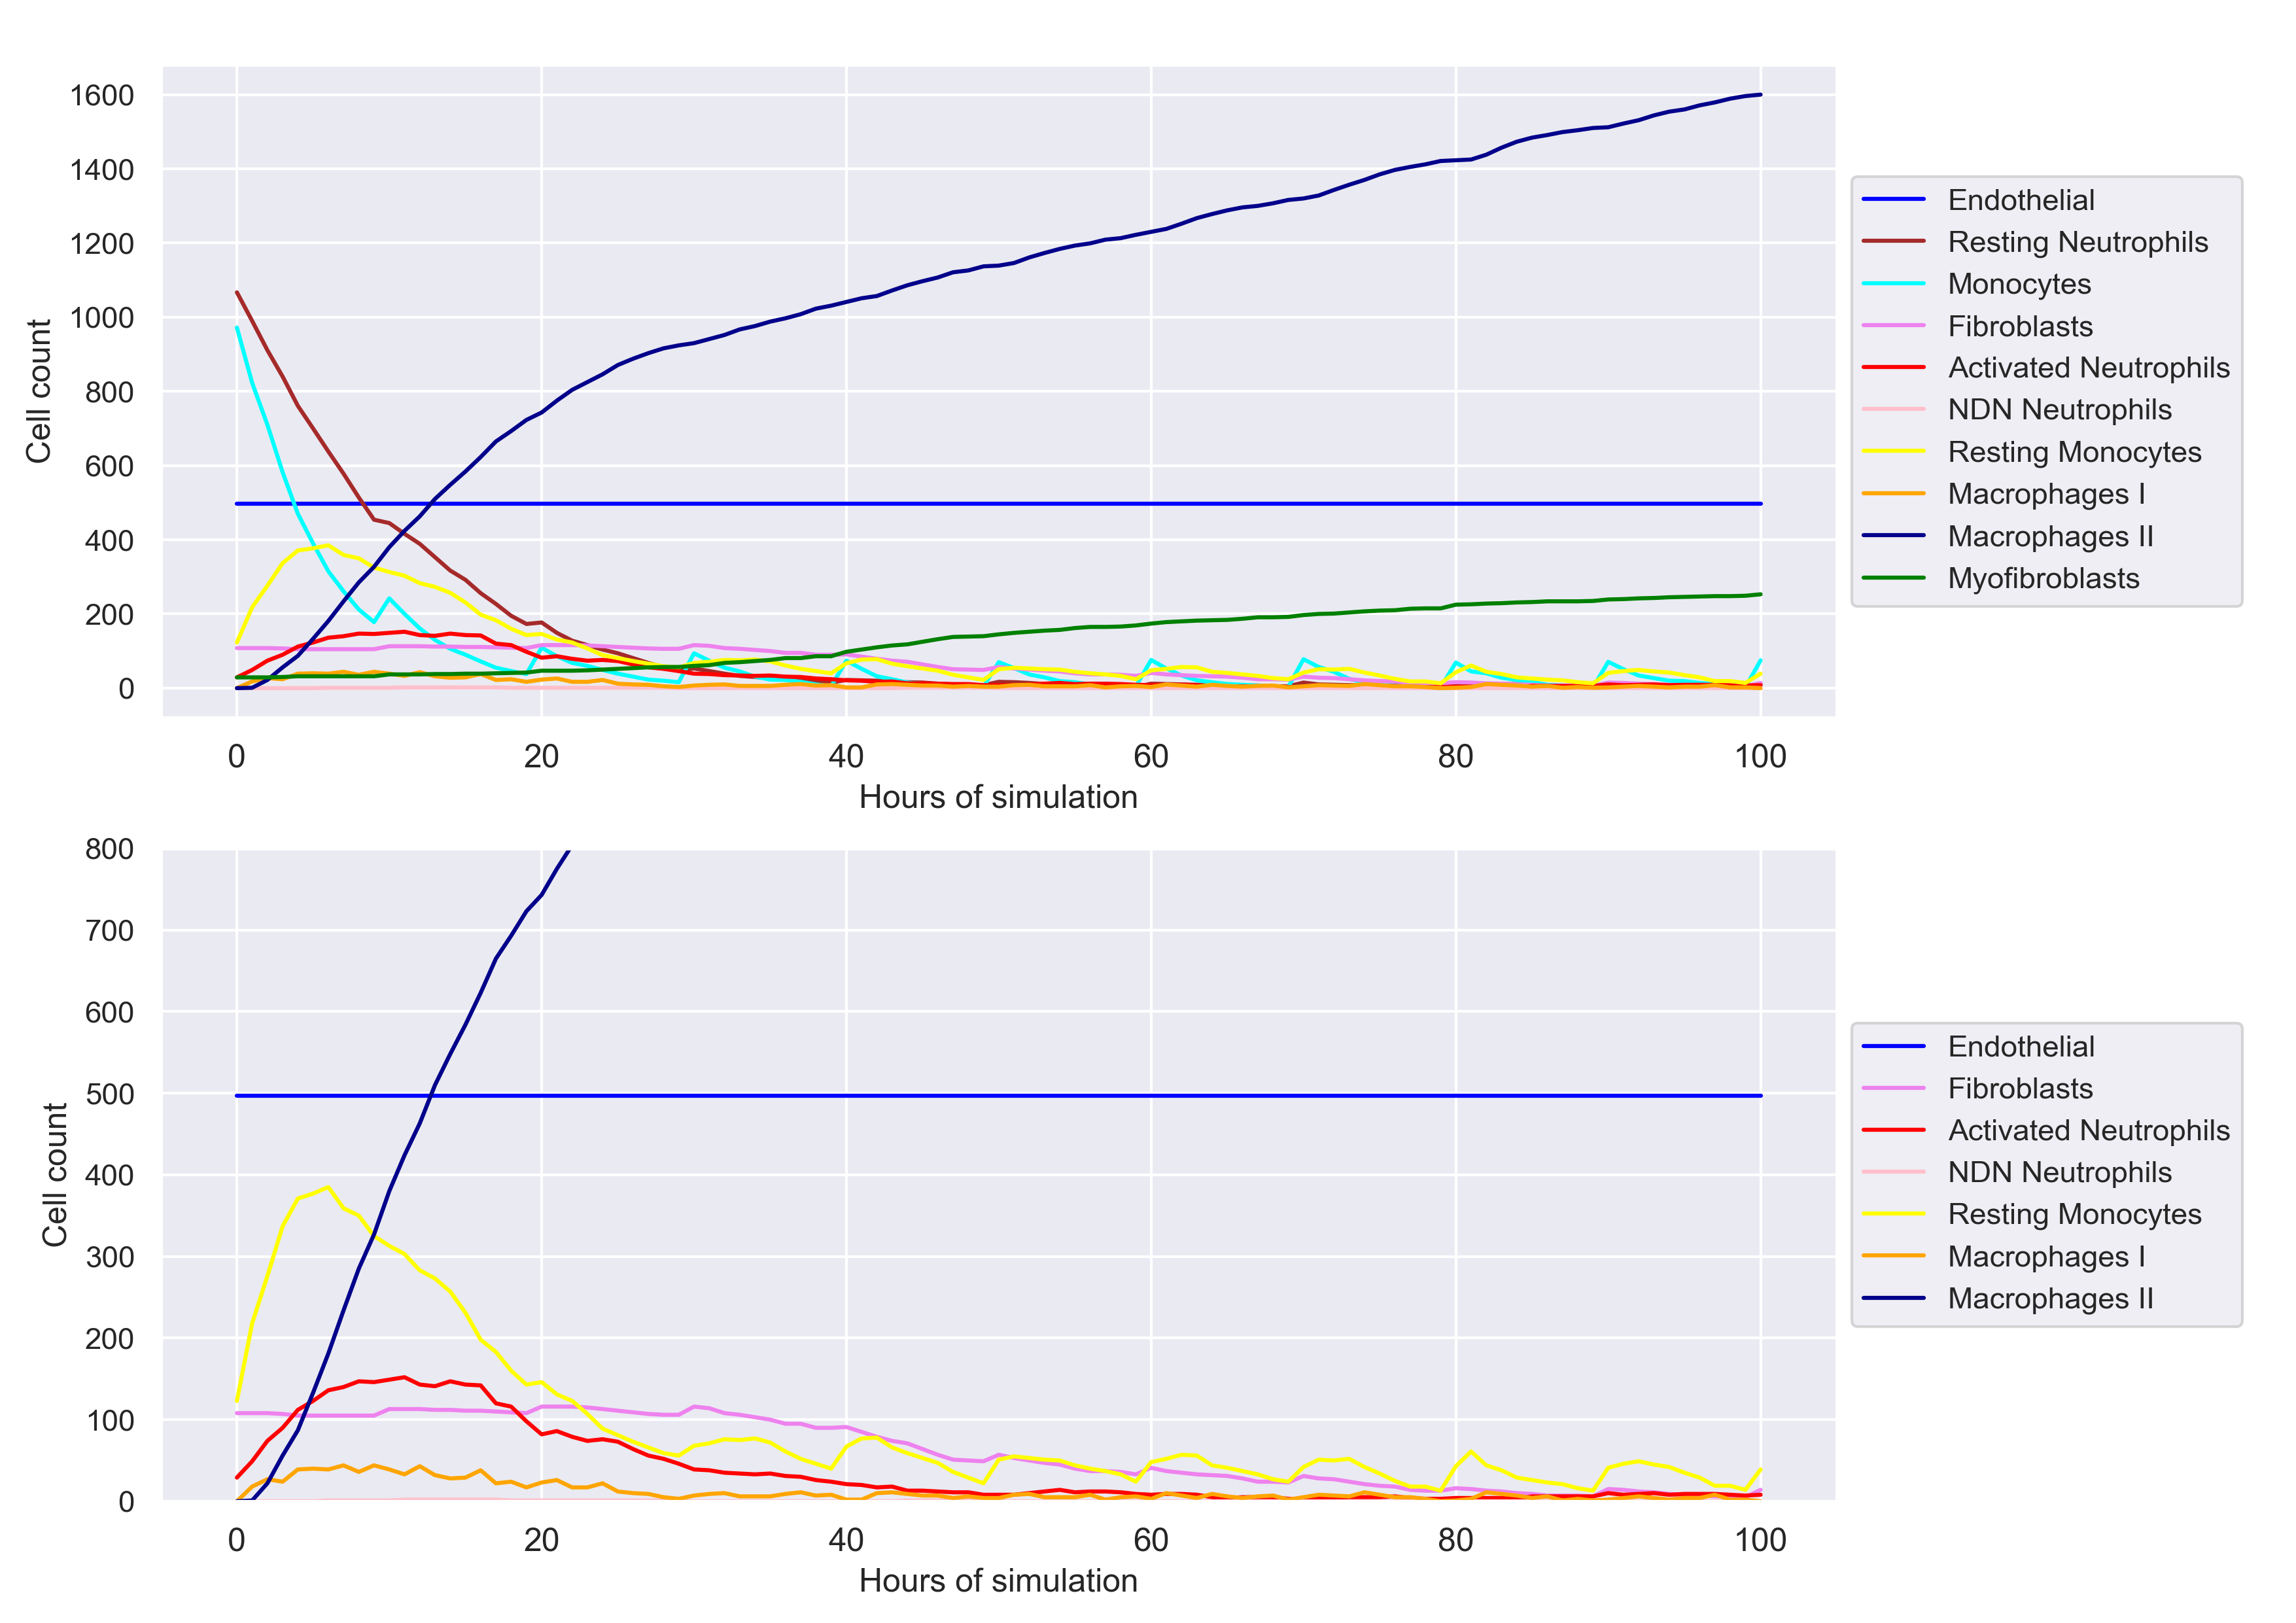 1600
1400
1200
1000
800
600
400
200
0
Cell count
0 20 40 60 80 100
Hours of simulation
Endothelial
Resting Neutrophils
Monocytes
Fibroblasts
Activated Neutrophils
NDN Neutrophils
Resting Monocytes
Macrophages I
Macrophages II
Myofibroblasts
800
700
600
500
400
300
200
100
0
Cell count
0 20 40 60 80 100
Hours of simulation
Endothelial
Fibroblasts
Activated Neutrophils
NDN Neutrophils
Resting Monocytes
Macrophages I
Macrophages II